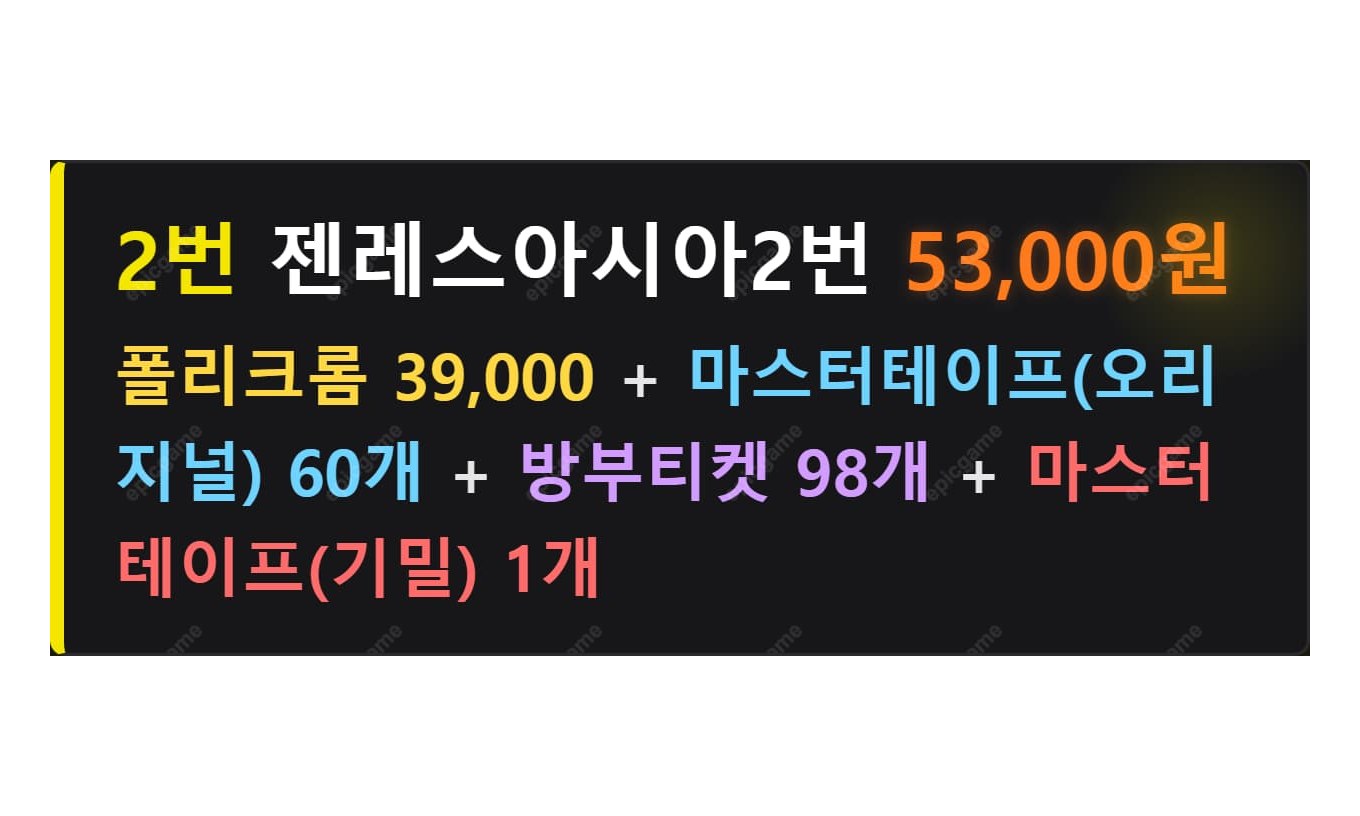 2번 젠레스아시아2번 53,000원
폴리크롬 39,000 + 마스터테이프(오리
지널) 60개 + 방부티켓 98개 + 마스터
테이프(기밀) 1개
epicgame